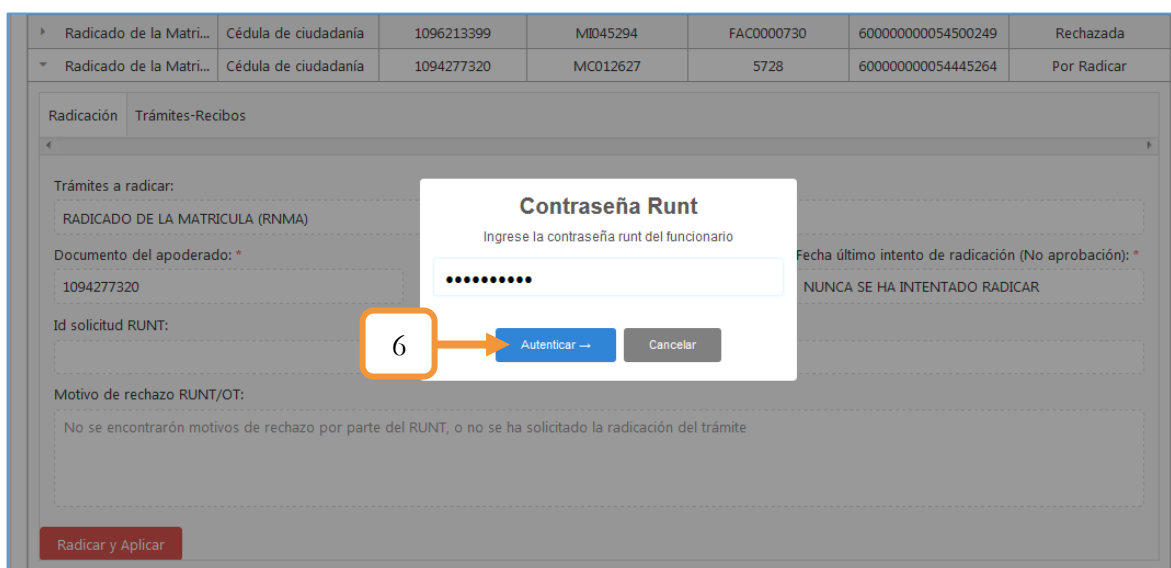 Radicado de la Matri... Cédula de ciudadanía 1096213399 MI045294 FAC0000730 600000000054500249 Rechazada
Radicado de la Matri... Cédula de ciudadanía 1094277320 MC012627 5728 600000000054445264 Por Radicar
Radicación Trámites-Recibos
Trámites a radicar:
RADICADO DE LA MATRICULA (RNMA)
Contraseña Runt
Ingrese la contraseña runt del funcionario
Documento del apoderado: * Fecha último intento de radicación (No aprobación): *
1094277320 •••••••••• NUNCA SE HA INTENTADO RADICAR
Id solicitud RUNT:
6 Autenticar → Cancelar
Motivo de rechazo RUNT/OT:
No se encontrarón motivos de rechazo por parte del RUNT, o no se ha solicitado la radicación del trámite
Radicar y Aplicar